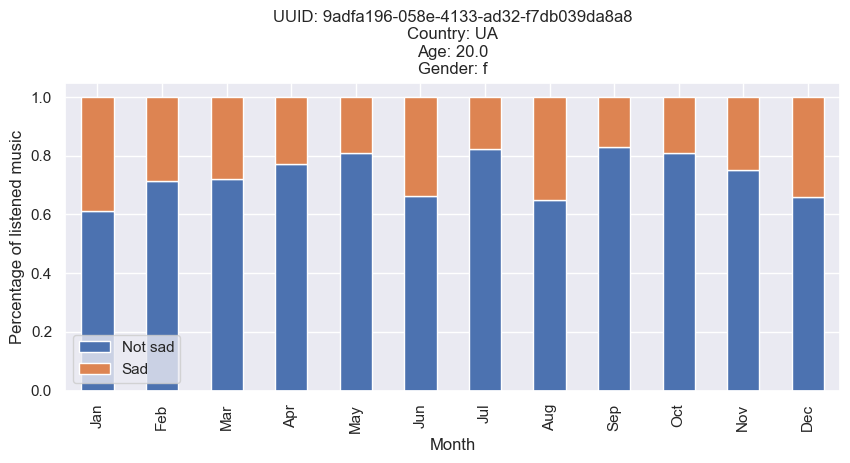 UUID: 9adfa196-058e-4133-ad32-f7db039da8a8
Country: UA
Age: 20.0
Gender: f
Percentage of listened music
1.0
0.8
0.6
0.4
0.2
0.0
Not sad
Sad
Jan
Feb
Mar
Apr
May
Jun
Jul
Aug
Sep
Oct
Nov
Dec
Month